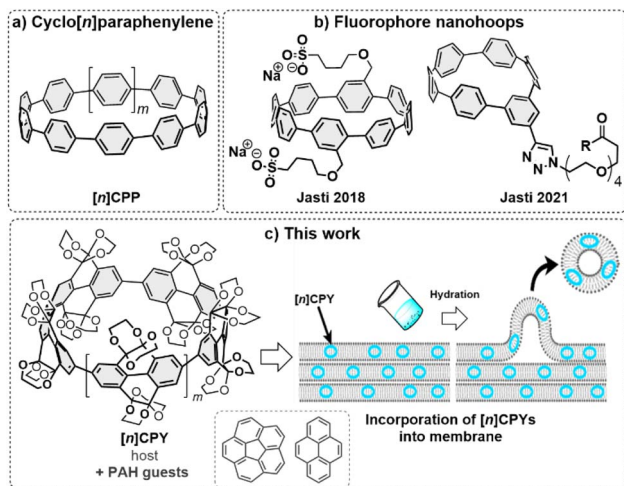 a) Cyclo[n]paraphenylene
m
[n]CPP
b) Fluorophore nanohoops
O
O S O
Na⊕ ⊖
O
Na⊕ ⊖
O
O S O
O
Jasti 2018
O
R
N N N
O
4
Jasti 2021
c) This work
O O
m
[n]CPY
host
+ PAH guests
[n]CPY
Hydration
Incorporation of [n]CPYs
into membrane